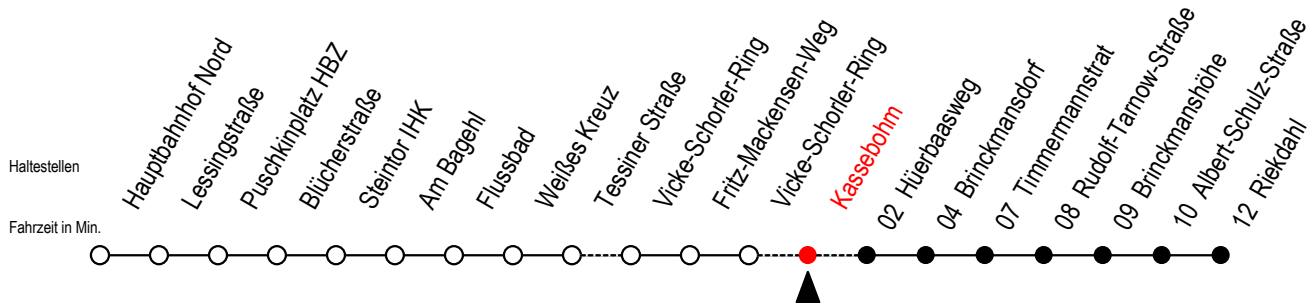 Haltestellen
Fahrzeit in Min.
Hauptbahnhof Nord
Lessingstraße
Puschkinplatz HBZ
Blücherstraße
Steintor IHK
Am Bagehl
Flussbad
Weißes Kreuz
Tessiner Straße
Vicke-Schorler-Ring
Fritz-Mackensen-Weg
Vicke-Schorler-Ring
Kassebohm
02 Hüerbaasweg
04 Brinckmansdorf
07 Timmermannstrat
08 Rudolf-Tarnow-Straße
09 Brinckmanshöhe
10 Albert-Schulz-Straße
12 Riekdahl